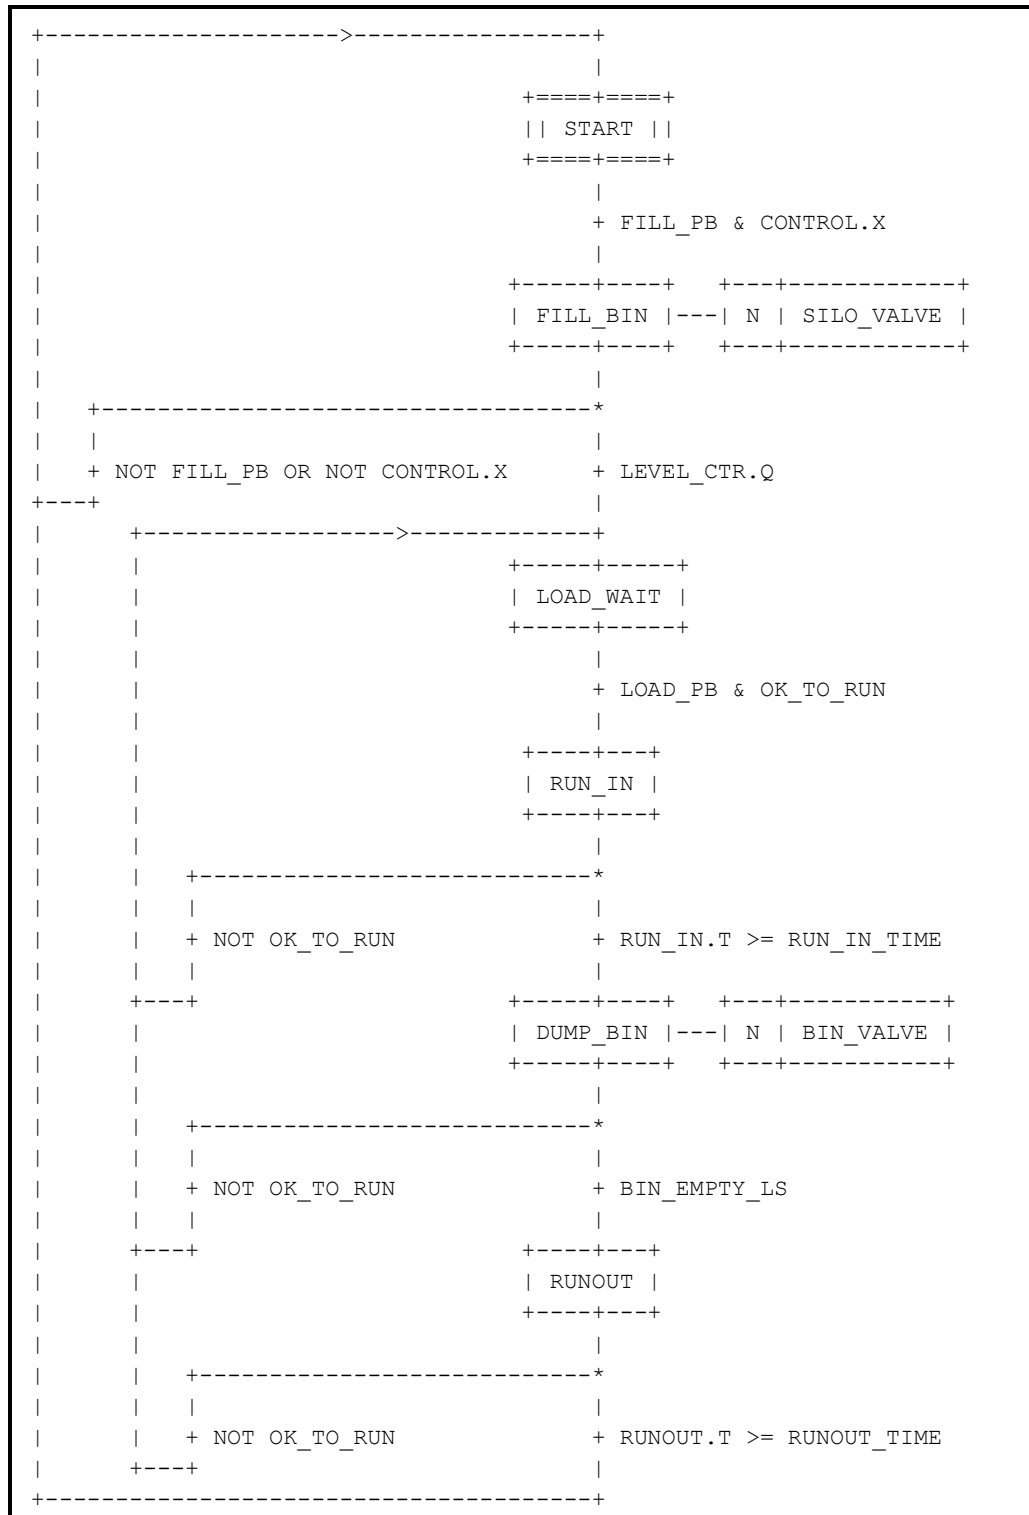 +--------------------->-----------------+
|                                       |
|                                  +====+====+
|                                  || START ||
|                                  +====+====+
|                                       |
|                                       + FILL_PB & CONTROL.X
|                                       |
|                                 +-----+----+   +---+------------+
|                                 | FILL_BIN |---| N | SILO_VALVE |
|                                 +-----+----+   +---+------------+
|                                       |
|   +-----------------------------------*
|   |                                   |
|   + NOT FILL_PB OR NOT CONTROL.X      + LEVEL_CTR.Q
+---+                                   |
|      +------------------>-------------+
|      |                          +-----+-----+
|      |                          | LOAD_WAIT |
|      |                          +-----+-----+
|      |                                |
|      |                                + LOAD_PB & OK_TO_RUN
|      |                                |
|      |                           +----+---+
|      |                           | RUN_IN |
|      |                           +----+---+
|      |                                |
|      |   +----------------------------*
|      |   |                            |
|      |   + NOT OK_TO_RUN              + RUN_IN.T >= RUN_IN_TIME
|      |   |                            |
|      +---+                      +-----+----+   +---+-----------+
|      |                          | DUMP_BIN |---| N | BIN_VALVE |
|      |                          +-----+----+   +---+-----------+
|      |                                |
|      |   +----------------------------*
|      |   |                            |
|      |   + NOT OK_TO_RUN              + BIN_EMPTY_LS
|      |   |                            |
|      +---+                       +----+---+
|      |                           | RUNOUT |
|      |                           +----+---+
|      |                                |
|      |   +----------------------------*
|      |   |                            |
|      |   + NOT OK_TO_RUN              + RUNOUT.T >= RUNOUT_TIME
|      +---+                            |
+---------------------------------------+